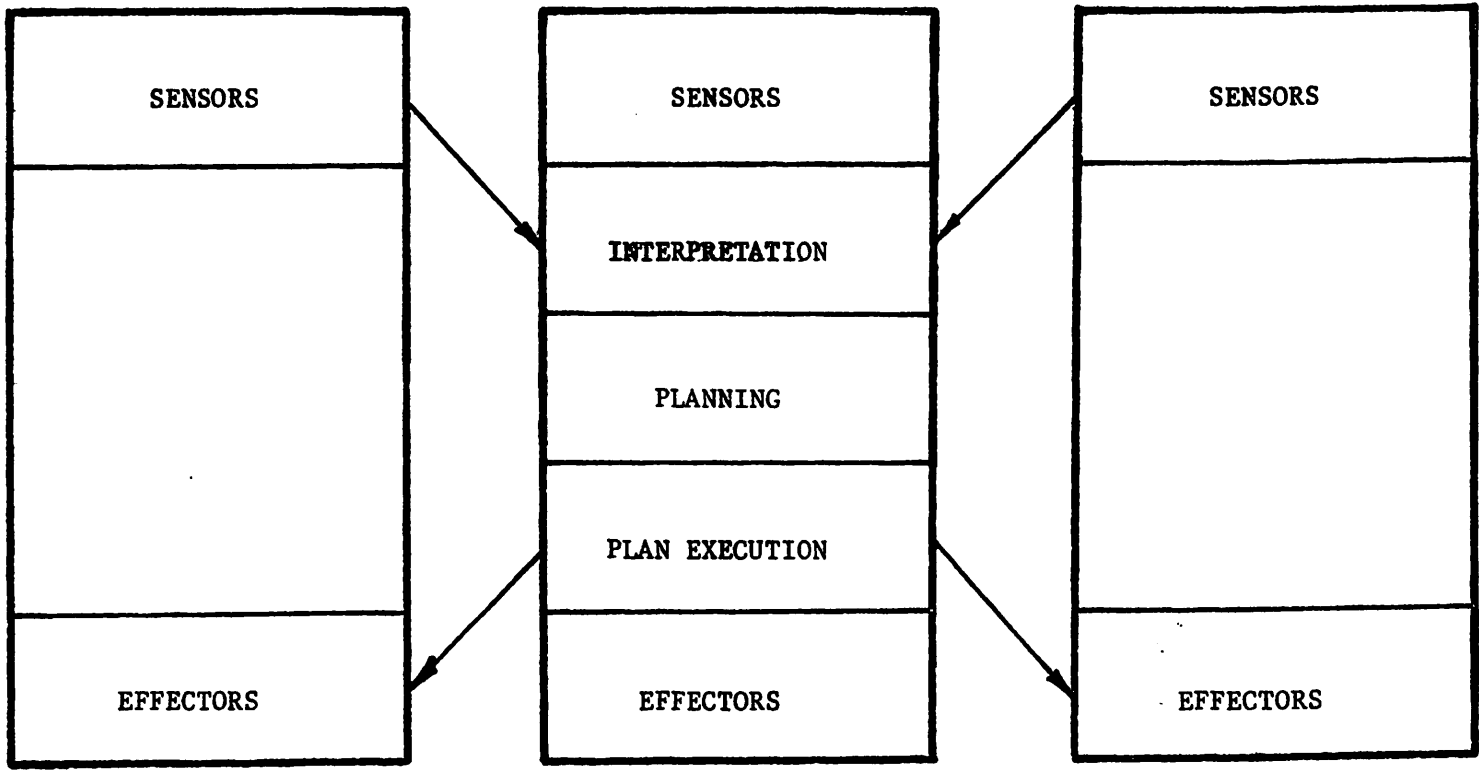 SENSORS
SENSORS
SENSORS
INTERPRETATION
PLANNING
PLAN EXECUTION
EFFECTORS
EFFECTORS
EFFECTORS